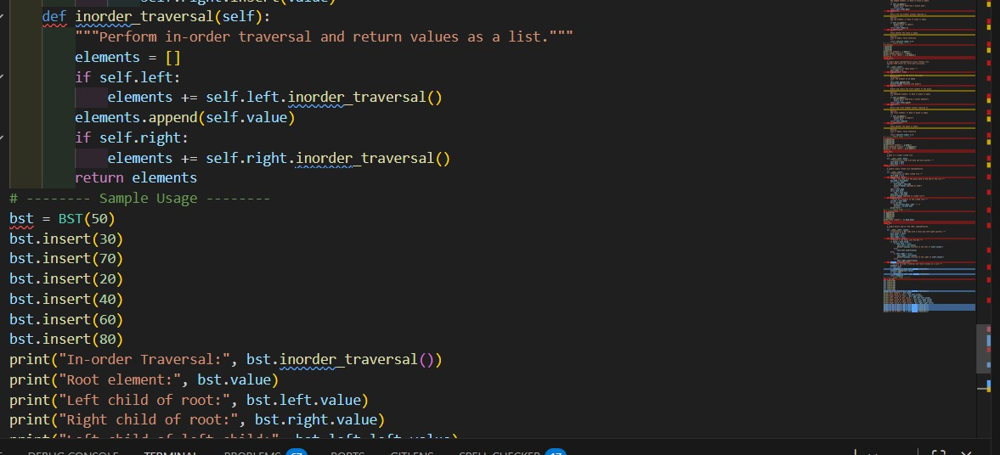 self.right.insert(value)
def inorder_traversal(self):
"""Perform in-order traversal and return values as a list."""
elements = []
if self.left:
elements += self.left.inorder_traversal()
elements.append(self.value)
if self.right:
elements += self.right.inorder_traversal()
return elements
# -------- Sample Usage --------
bst = BST(50)
bst.insert(30)
bst.insert(70)
bst.insert(20)
bst.insert(40)
bst.insert(60)
bst.insert(80)
print("In-order Traversal:", bst.inorder_traversal())
print("Root element:", bst.value)
print("Left child of root:", bst.left.value)
print("Right child of root:", bst.right.value)
print("Left child of left child:", bst.left.left.value)
DEBUG CONSOLE TERMINAL PROBLEMS 57 PORTS GITLENS SPELL CHECKER 17